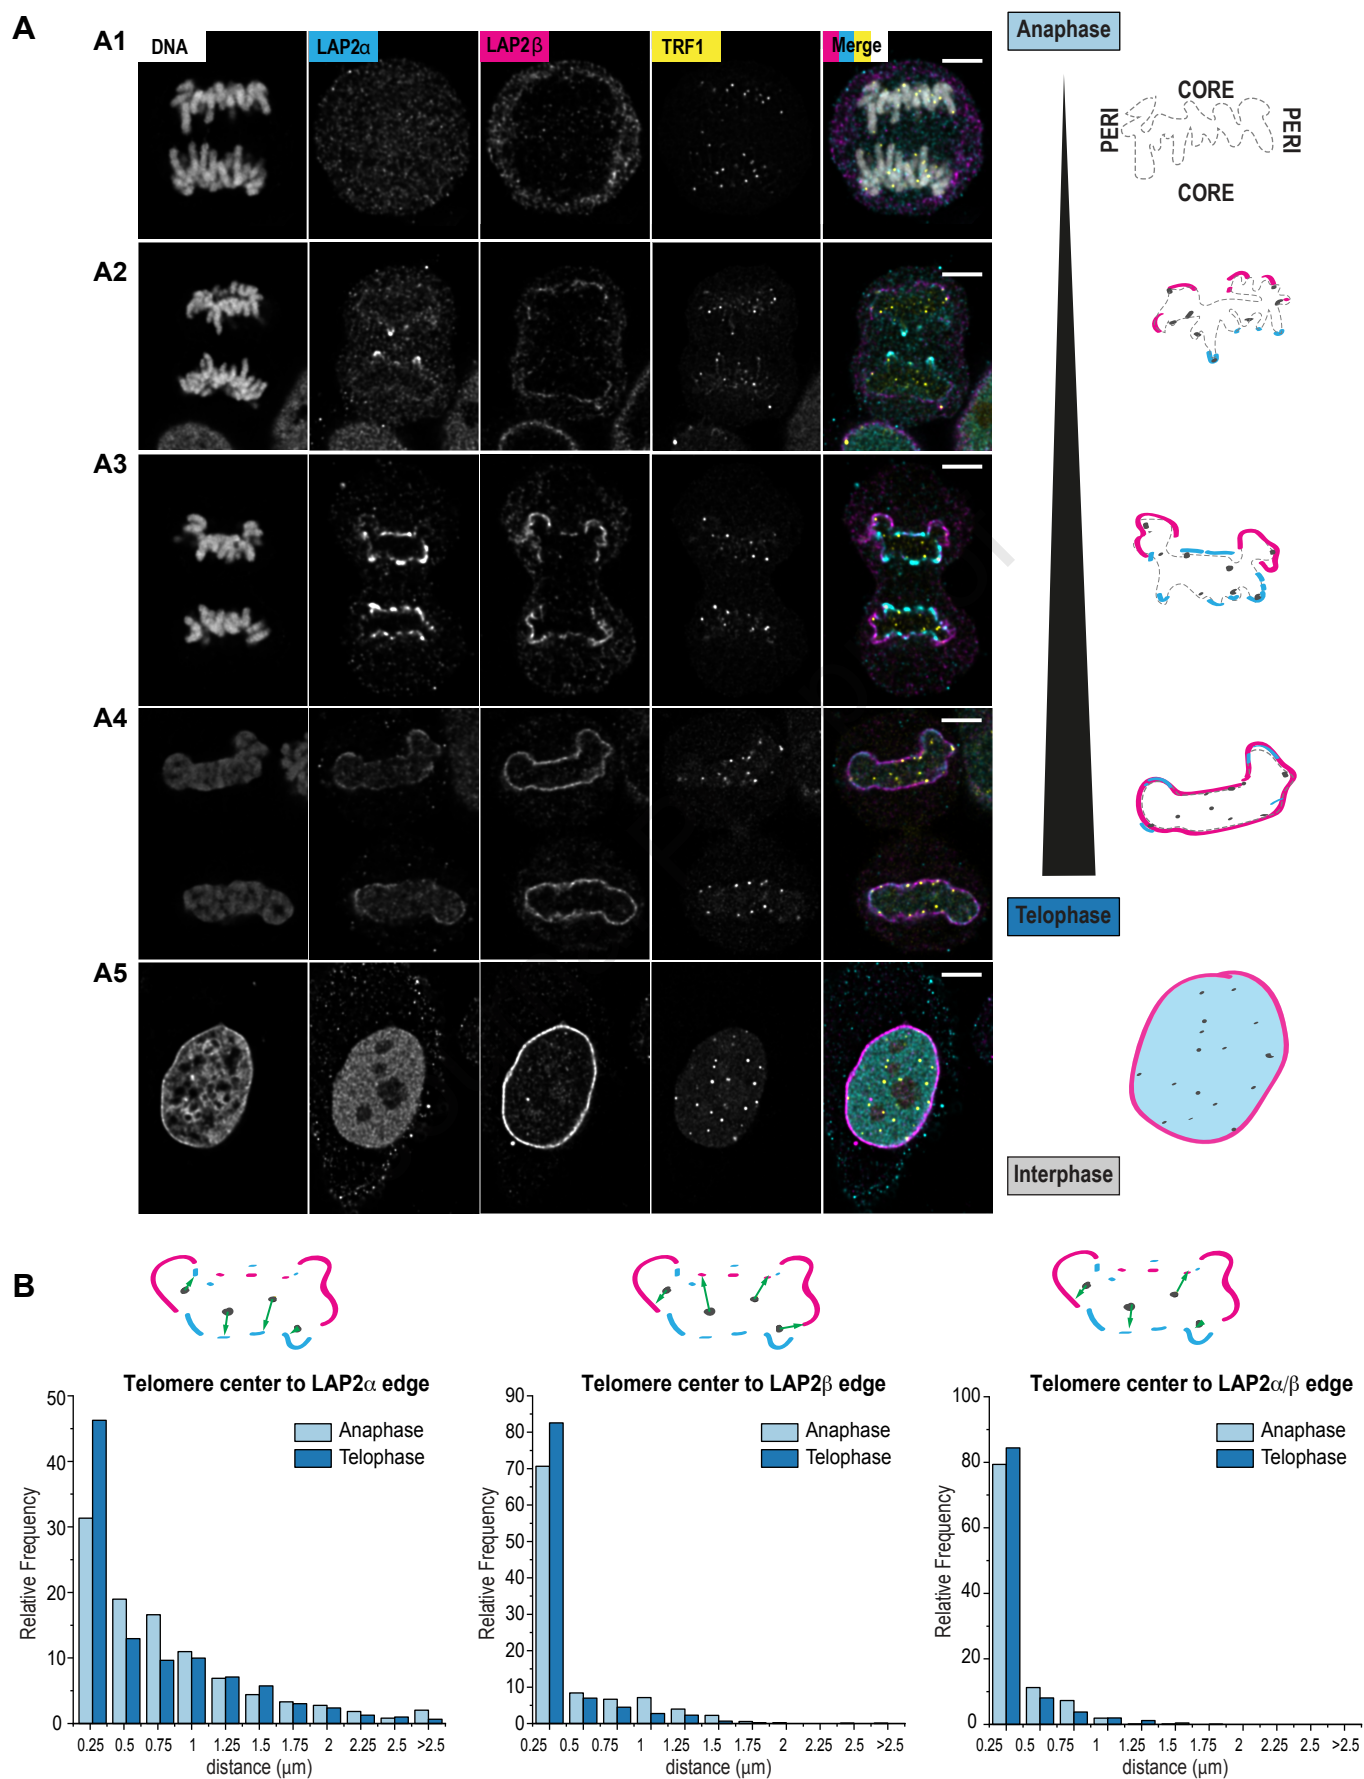 A
A1
DNA
LAP2α
LAP2β
TRF1
Merge
Anaphase
CORE
PERI
PERI
CORE
A2
A3
A4
Telophase
A5
Interphase
B
Telomere center to LAP2α edge
50
40
30
20
10
0
Relative Frequency
Anaphase
Telophase
0.25 0.5 0.75 1 1.25 1.5 1.75 2 2.25 2.5 >2.5
distance (µm)
Telomere center to LAP2β edge
90
80
70
60
50
40
30
20
10
0
Relative Frequency
Anaphase
Telophase
0.25 0.5 0.75 1 1.25 1.5 1.75 2 2.25 2.5 >2.5
distance (µm)
Telomere center to LAP2α/β edge
100
80
60
40
20
0
Relative Frequency
Anaphase
Telophase
0.25 0.5 0.75 1 1.25 1.5 1.75 2 2.25 2.5 >2.5
distance (µm)